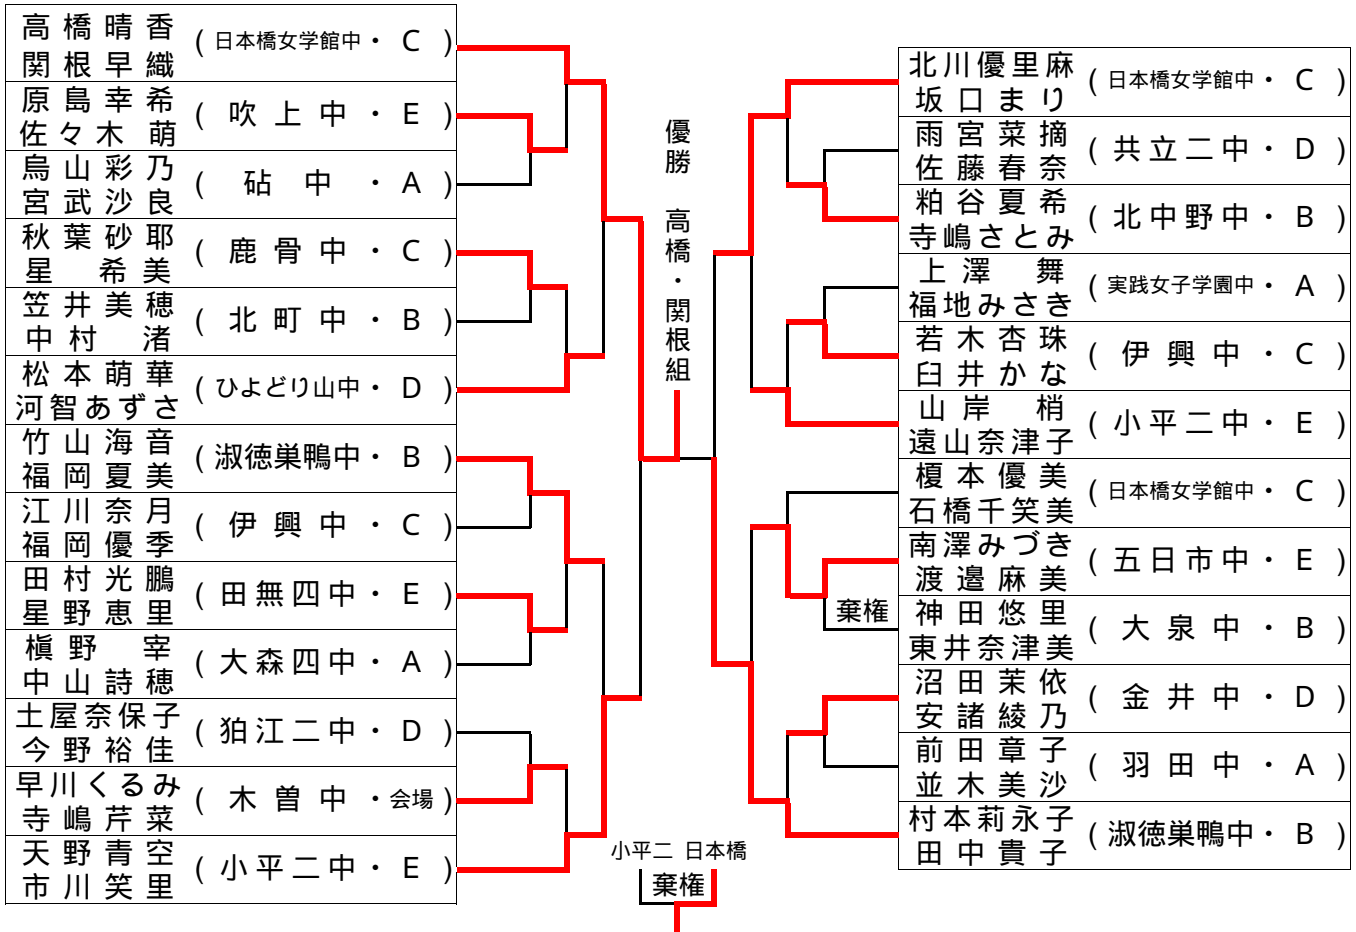 高橋晴香
関根早織
( 日本橋女学館中 ・ C )
原島幸希
佐々木 萌
( 吹上中 ・ E )
鳥山彩乃
宮武沙良
( 砧中 ・ A )
秋葉砂耶
星 希美
( 鹿骨中 ・ C )
笠井美穂
中村 渚
( 北町中 ・ B )
松本萌華
河智あずさ
( ひよどり山中 ・ D )
竹山海音
福岡夏美
( 淑徳巣鴨中 ・ B )
江川奈月
福岡優季
( 伊興中 ・ C )
田村光鵬
星野恵里
( 田無四中 ・ E )
槇野 宰
中山詩穂
( 大森四中 ・ A )
土屋奈保子
今野裕佳
( 狛江二中 ・ D )
早川くるみ
寺嶋芹菜
( 木曽中 ・ 会場 )
天野青空
市川笑里
( 小平二中 ・ E )
優勝 高橋・関根組
小平二 日本橋
棄権
北川優里麻
坂口まり
( 日本橋女学館中 ・ C )
雨宮菜摘
佐藤春奈
( 共立二中 ・ D )
粕谷夏希
寺嶋さとみ
( 北中野中 ・ B )
上澤 舞
福地みさき
( 実践女子学園中 ・ A )
若木杏珠
臼井かな
( 伊興中 ・ C )
山岸 梢
遠山奈津子
( 小平二中 ・ E )
榎本優美
石橋千笑美
( 日本橋女学館中 ・ C )
南澤みづき
渡邉麻美
( 五日市中 ・ E )
棄権
神田悠里
東井奈津美
( 大泉中 ・ B )
沼田茉依
安諸綾乃
( 金井中 ・ D )
前田章子
並木美沙
( 羽田中 ・ A )
村本莉永子
田中貴子
( 淑徳巣鴨中 ・ B )